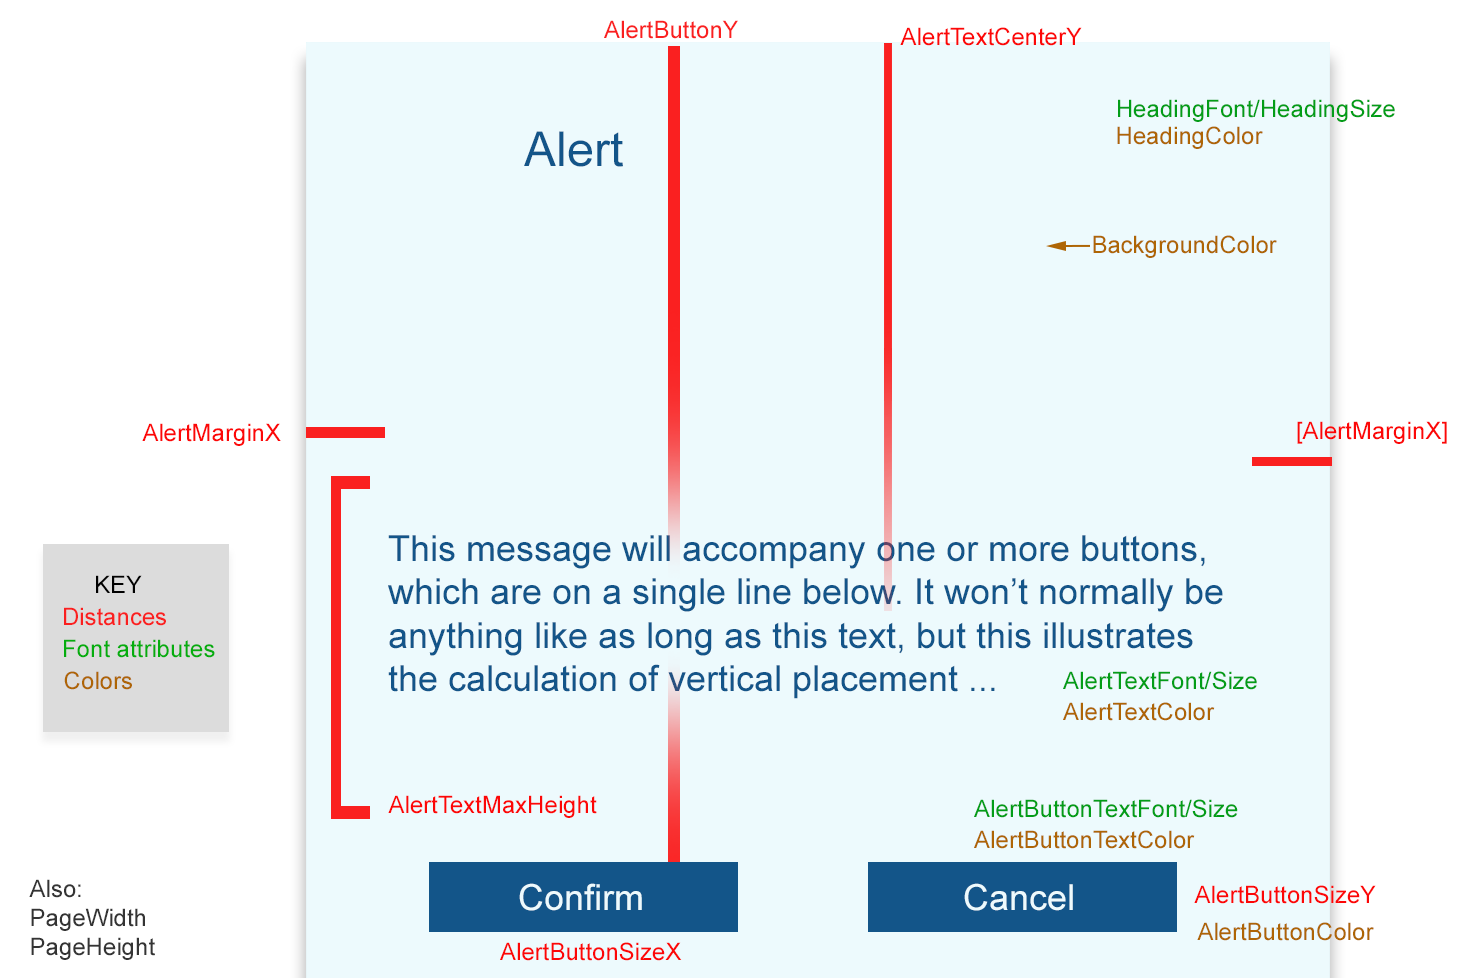 AlertButtonY
AlertTextCenterY
HeadingFont/HeadingSize
HeadingColor
Alert
BackgroundColor
AlertMarginX
[AlertMarginX]
This message will accompany one or more buttons,
which are on a single line below. It won’t normally be
anything like as long as this text, but this illustrates
the calculation of vertical placement ...
KEY
Distances
Font attributes
Colors
AlertTextFont/Size
AlertTextColor
AlertTextMaxHeight
AlertButtonTextFont/Size
AlertButtonTextColor
Confirm
Cancel
AlertButtonSizeY
AlertButtonColor
AlertButtonSizeX
Also:
PageWidth
PageHeight